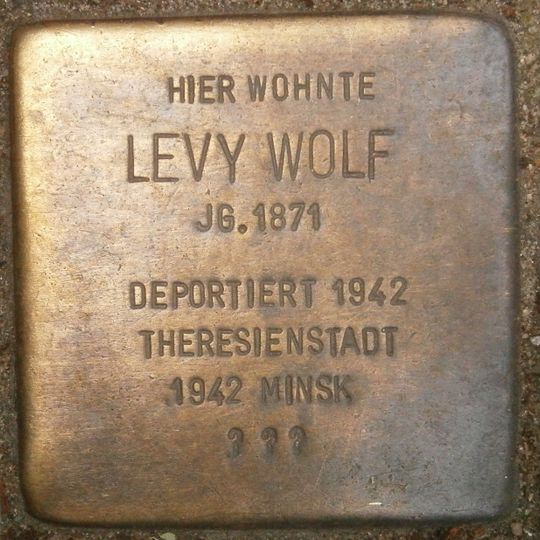 HIER WOHNTE
LEVY WOLF
JG. 1871
DEPORTIERT 1942
THERESIENSTADT
1942 MINSK
? ? ?